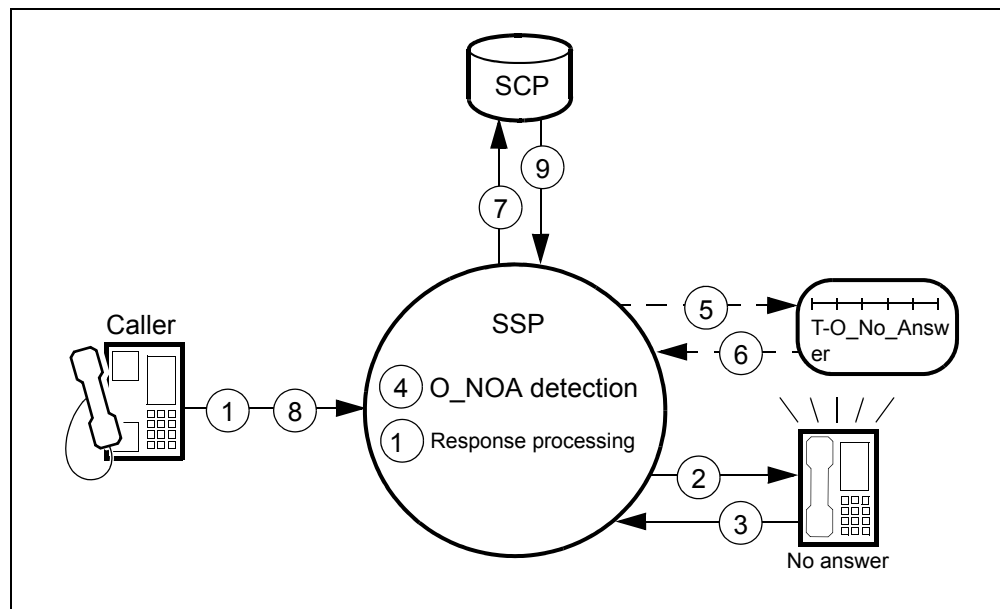 SCP
9
7
5
SSP
T-O_No_Answ
er
Caller
6
4 O_NOA detection
1 8
1 Response processing
2
3
No answer